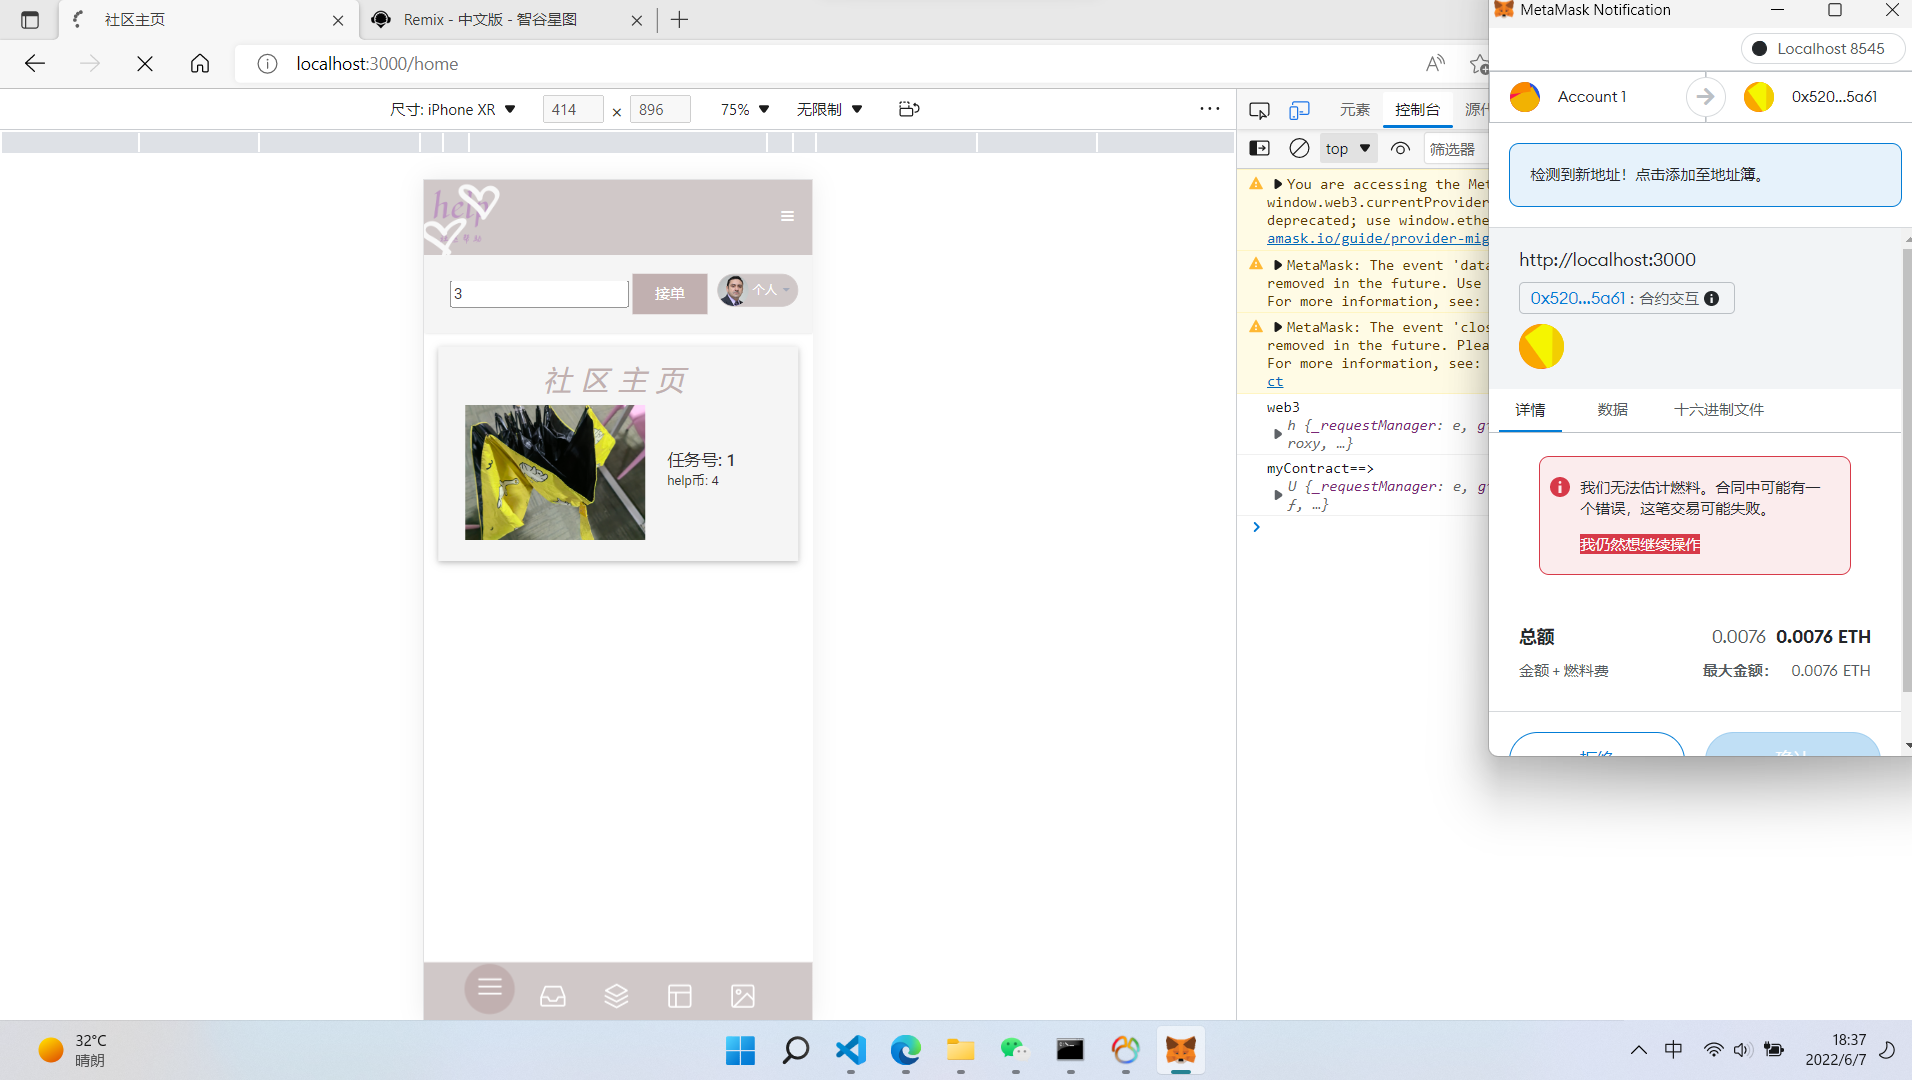 社区主页
Remix - 中文版 - 智谷星图
localhost:3000/home
尺寸: iPhone XR
414
×
896
75%
无限制
元素
控制台
源代
top
筛选器
help
个人
3
接单
社区主页
任务号: 1
help币: 4
You are accessing the Met
window.web3.currentProvider
deprecated; use window.ethe
amask.io/guide/provider-mig
MetaMask: The event 'data
removed in the future. Use
For more information, see:
MetaMask: The event 'clos
removed in the future. Plea
For more information, see:
ct
web3
h {_requestManager: e, g
roxy, …}
myContract==>
U {_requestManager: e, g
f, …}
MetaMask Notification
Localhost 8545
Account 1
0x520...5a61
检测到新地址！点击添加至地址簿。
http://localhost:3000
0x520...5a61 : 合约交互
详情
数据
十六进制文件
我们无法估计燃料。合同中可能有一
个错误，这笔交易可能失败。
我仍然想继续操作
总额
0.0076 0.0076 ETH
金额 + 燃料费
最大金额:
0.0076 ETH
拒绝
确认
32°C
晴朗
中
18:37
2022/6/7